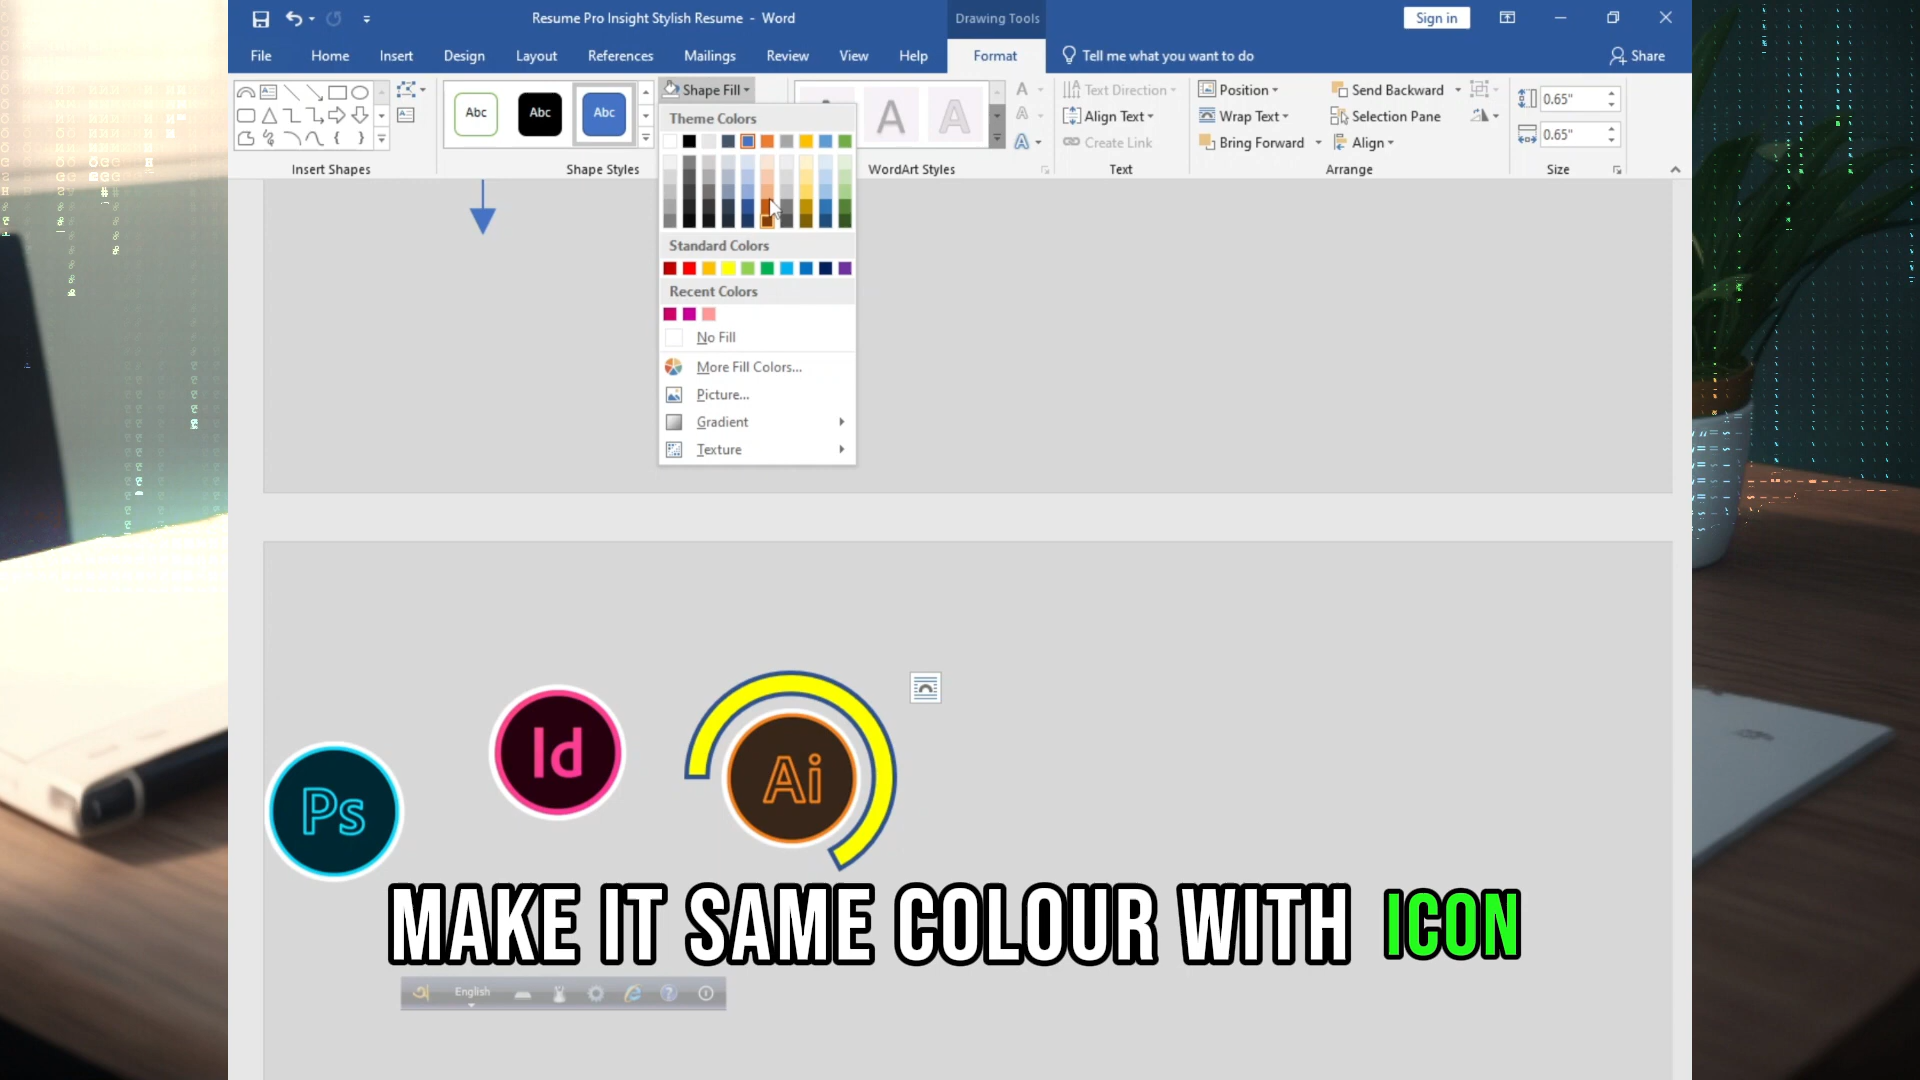 Resume Pro Insight Stylish Resume - Word
Drawing Tools
Sign in
File
Home
Insert
Design
Layout
References
Mailings
Review
View
Help
Format
Tell me what you want to do
Share
Abc
Abc
Abc
Shape Fill
A
A
A
A
A
Text Direction
Align Text
Create Link
Position
Wrap Text
Bring Forward
Send Backward
Selection Pane
Align
0.65"
0.65"
Insert Shapes
Shape Styles
WordArt Styles
Text
Arrange
Size
Theme Colors
Standard Colors
Recent Colors
No Fill
More Fill Colors...
Picture...
Gradient
Texture
Ps
Id
Ai
MAKE IT SAME COLOUR WITH ICON
English